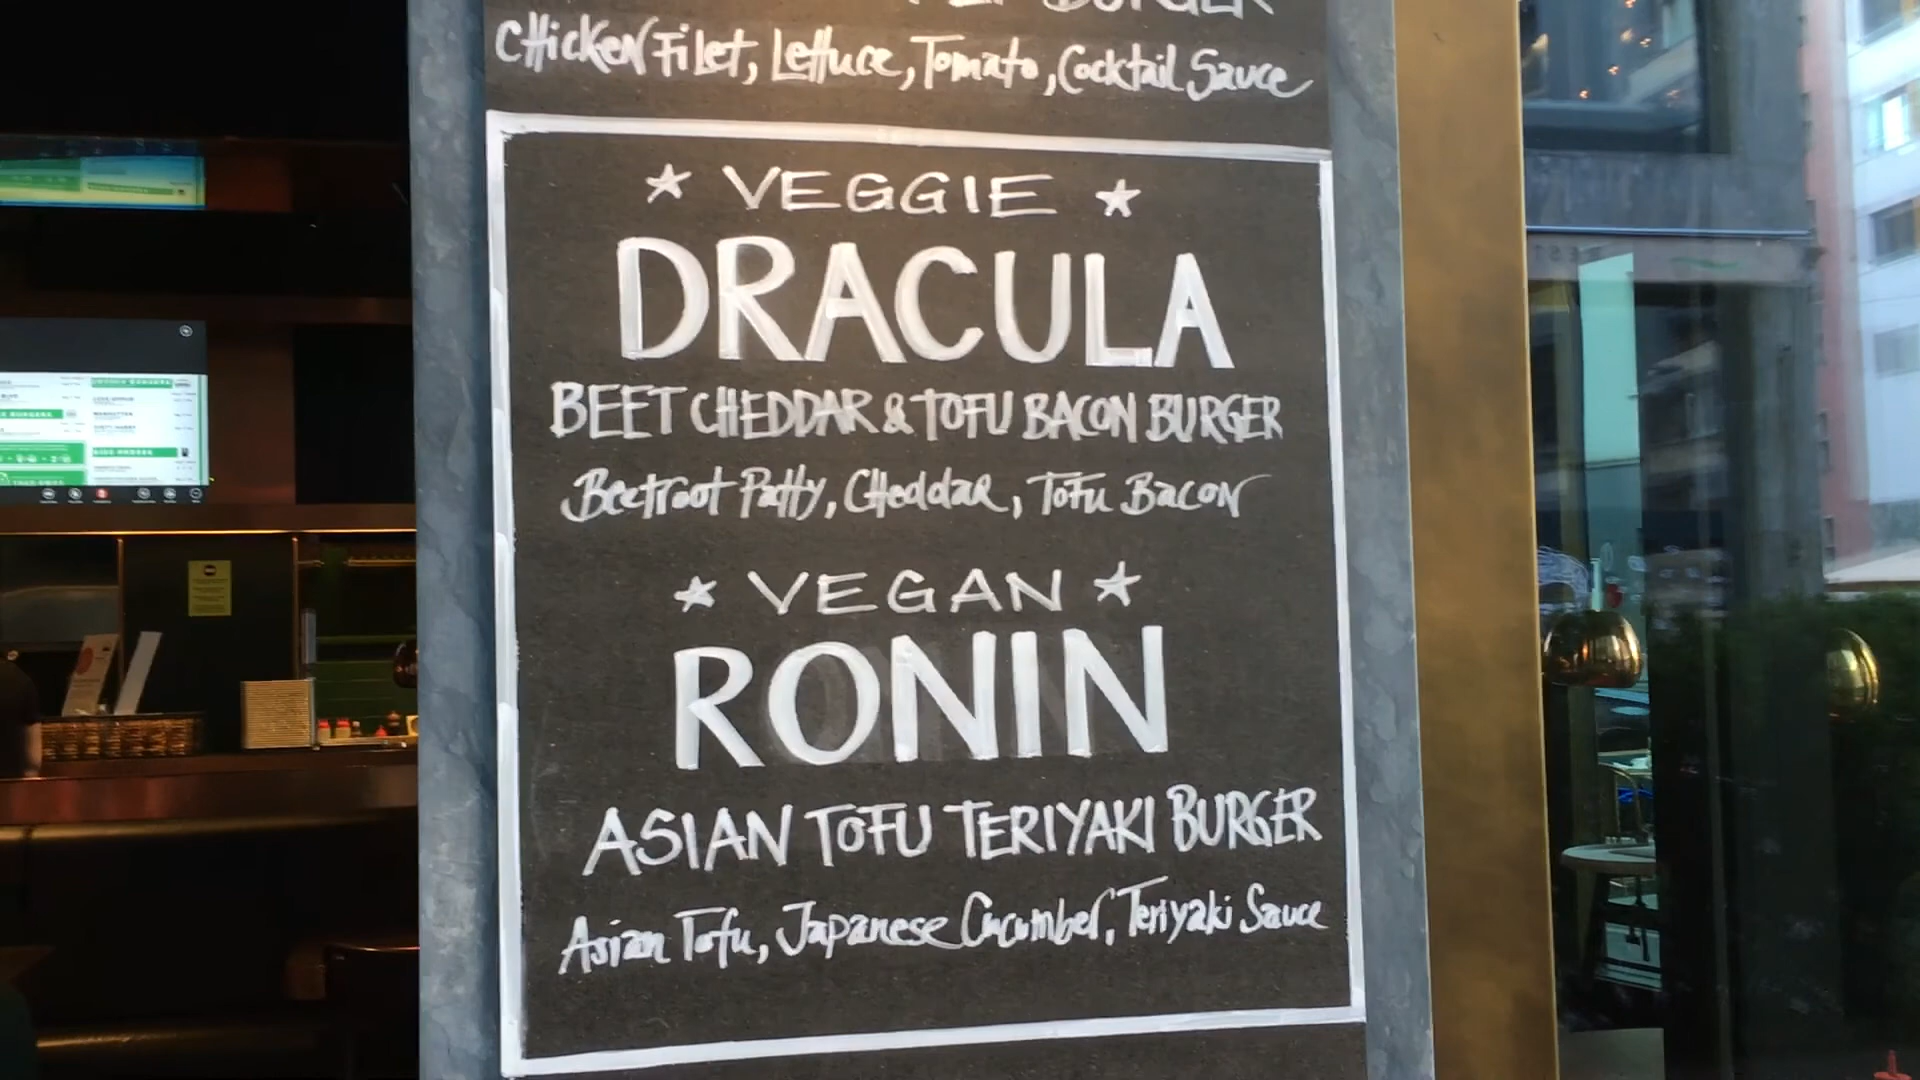 BURGER
Chicken Filet, Lettuce, Tomato, Cocktail Sauce
VEGGIE
DRACULA
BEET CHEDDAR & TOFU BACON BURGER
Beetroot Patty, Cheddar, Tofu Bacon
VEGAN
RONIN
ASIAN TOFU TERIYAKI BURGER
Asian Tofu, Japanese Cucumber, Teriyaki Sauce